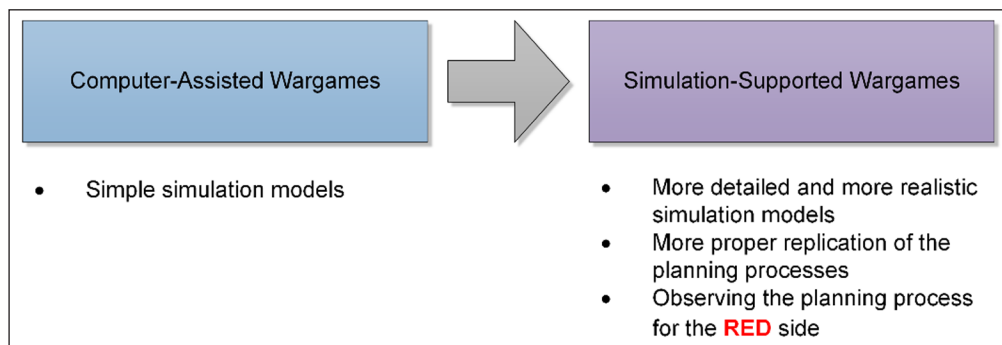 Computer-Assisted Wargames
Simulation-Supported Wargames
• Simple simulation models
• More detailed and more realistic
simulation models
• More proper replication of the
planning processes
• Observing the planning process
for the RED side